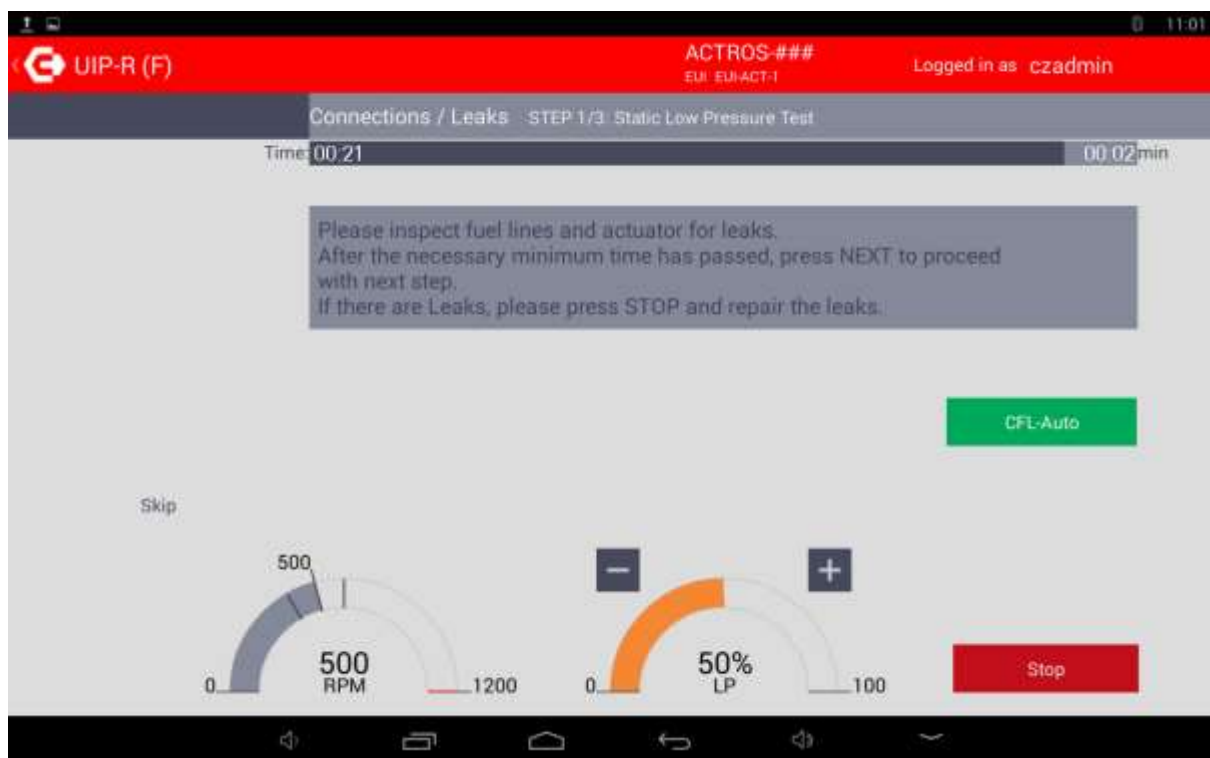 11:01
UIP-R (F)
ACTROS-###
EUI EUI-ACT-1
Logged in as czadmin
Connections / Leaks STEP 1/3: Static Low Pressure Test
Time: 00:21 00:02 min
Please inspect fuel lines and actuator for leaks.
After the necessary minimum time has passed, press NEXT to proceed
with next step.
If there are Leaks, please press STOP and repair the leaks.
CFL-Auto
Skip
500
− +
500
RPM
0 1200
50%
LP
0 100
Stop